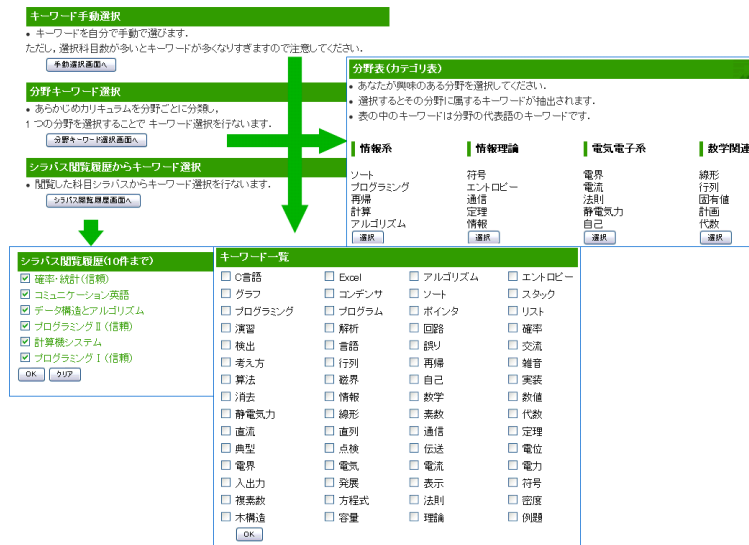 キーワード手動選択
• キーワードを自分で手動で選びます.
ただし, 選択科目数が多いとキーワードが多くなりすぎますので注意してください.
手動選択画面へ
分野キーワード選択
• あらかじめカリキュラムを分野ごとに分類し,
1つの分野を選択することで キーワード選択を行ないます.
分野キーワード選択画面へ
シラバス閲覧履歴からキーワード選択
• 閲覧した科目シラバスからキーワード選択を行ないます.
シラバス閲覧履歴画面へ
分野表(カテゴリ表)
• あなたが興味のある分野を選択してください.
• 選択するとその分野に属するキーワードが抽出されます.
• 表の中のキーワードは分野の代表語のキーワードです.
情報系 情報理論 電気電子系 数学関連
ソート 符号 電界 線形
プログラミング エントロピー 電流 行列
再帰 通信 法則 固有値
計算 定理 静電気力 計画
アルゴリズム 情報 自己 代数
選択 選択 選択 選択
シラバス閲覧履歴(10件まで)
確率・統計(信頼)
コミュニケーション英語
データ構造とアルゴリズム
プログラミングⅡ(信頼)
計算機システム
プログラミングⅠ(信頼)
OK クリア
キーワード一覧
C言語 Excel アルゴリズム エントロピー
グラフ コンデンサ ソート スタック
プログラミング プログラム ポインタ リスト
演習 解析 回路 確率
検出 言語 誤り 交流
考え方 行列 再帰 雑音
算法 磁界 自己 実装
消去 情報 数学 数値
静電気力 線形 素数 代数
直流 直列 通信 定理
典型 点検 伝送 電位
電界 電気 電流 電力
入出力 発展 表示 符号
複素数 方程式 法則 密度
木構造 容量 理論 例題
OK